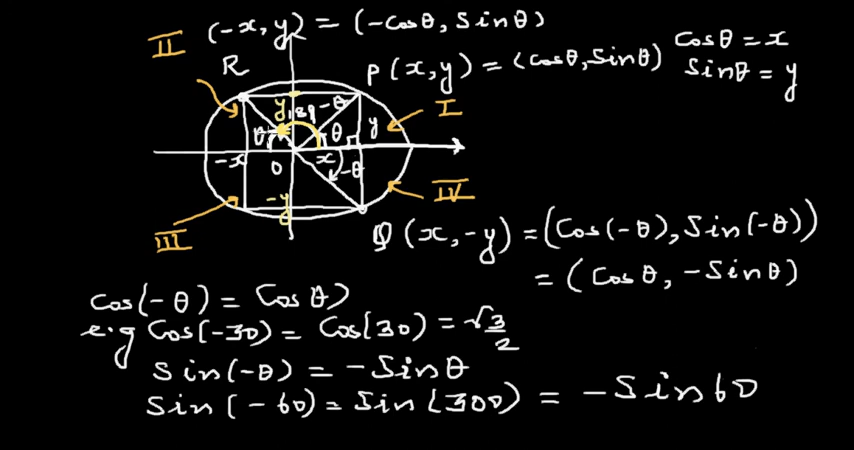 II (-x, y) = (-Cosθ, Sinθ)
R P(x,y) = (cosθ, Sinθ) Cosθ = x
Sinθ = y
y 180-θ θ y I
-x O x -θ
-y IV
III
Q (x, -y) = (Cos(-θ), Sin(-θ))
= (Cosθ, -Sinθ)
Cos(-θ) = Cosθ)
e.g Cos(-30) = Cos(30) = √3/2
Sin(-θ) = -Sinθ
Sin(-60) = Sin(300) = -Sin60